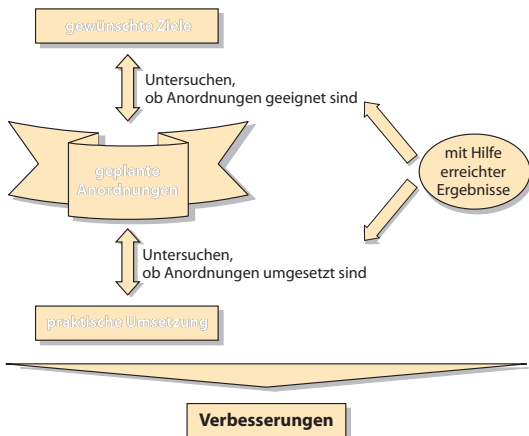 gewünschte Ziele
Untersuchen,
ob Anordnungen geeignet sind
geplante
Anordnungen
mit Hilfe
erreichter
Ergebnisse
Untersuchen,
ob Anordnungen umgesetzt sind
praktische Umsetzung
Verbesserungen